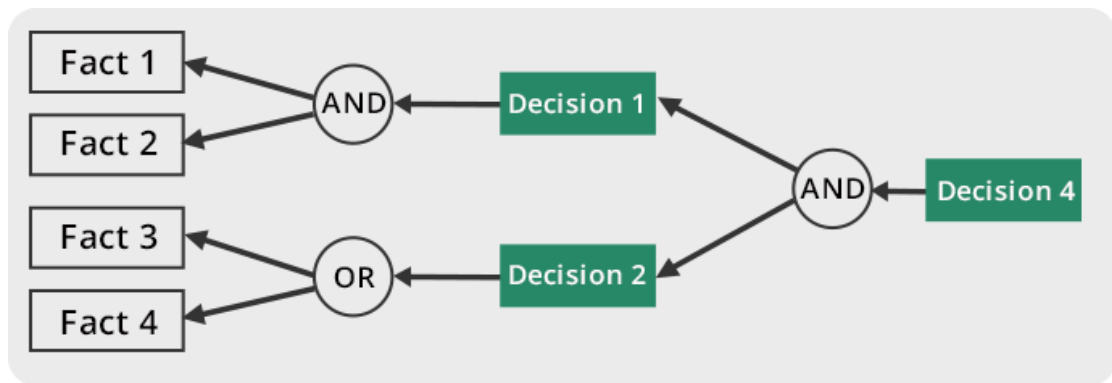 Fact 1
Fact 2
AND
Decision 1
Fact 3
Fact 4
OR
Decision 2
AND
Decision 4